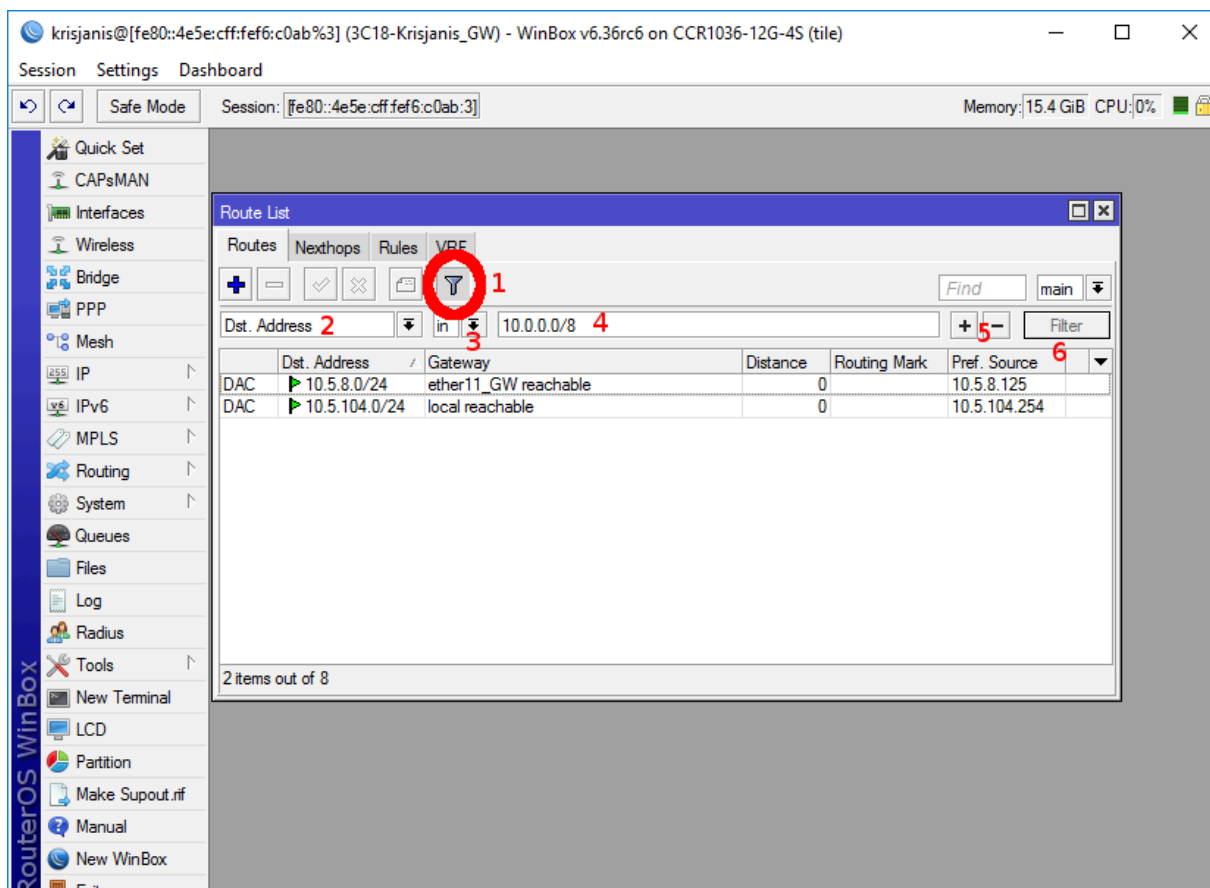 krisjanis@[fe80::4e5e:cff:fef6:c0ab%3] (3C18-Krisjanis_GW) - WinBox v6.36rc6 on CCR1036-12G-4S (tile)
Session Settings Dashboard
Safe Mode Session: [fe80::4e5e:cff:fef6:c0ab:3] Memory: 15.4 GiB CPU: 0%
Quick Set
CAPsMAN
Interfaces
Wireless
Bridge
PPP
Mesh
IP
IPv6
MPLS
Routing
System
Queues
Files
Log
Radius
Tools
New Terminal
LCD
Partition
Make Supout.rif
Manual
New WinBox
RouterOS WinBox
Route List
Routes Nexthops Rules VRF
1 Find main
Dst. Address 2 in 3 10.0.0.0/8 4 + 5 - Filter 6
Dst. Address Gateway Distance Routing Mark Pref. Source
DAC 10.5.8.0/24 ether11_GW reachable 0 10.5.8.125
DAC 10.5.104.0/24 local reachable 0 10.5.104.254
2 items out of 8